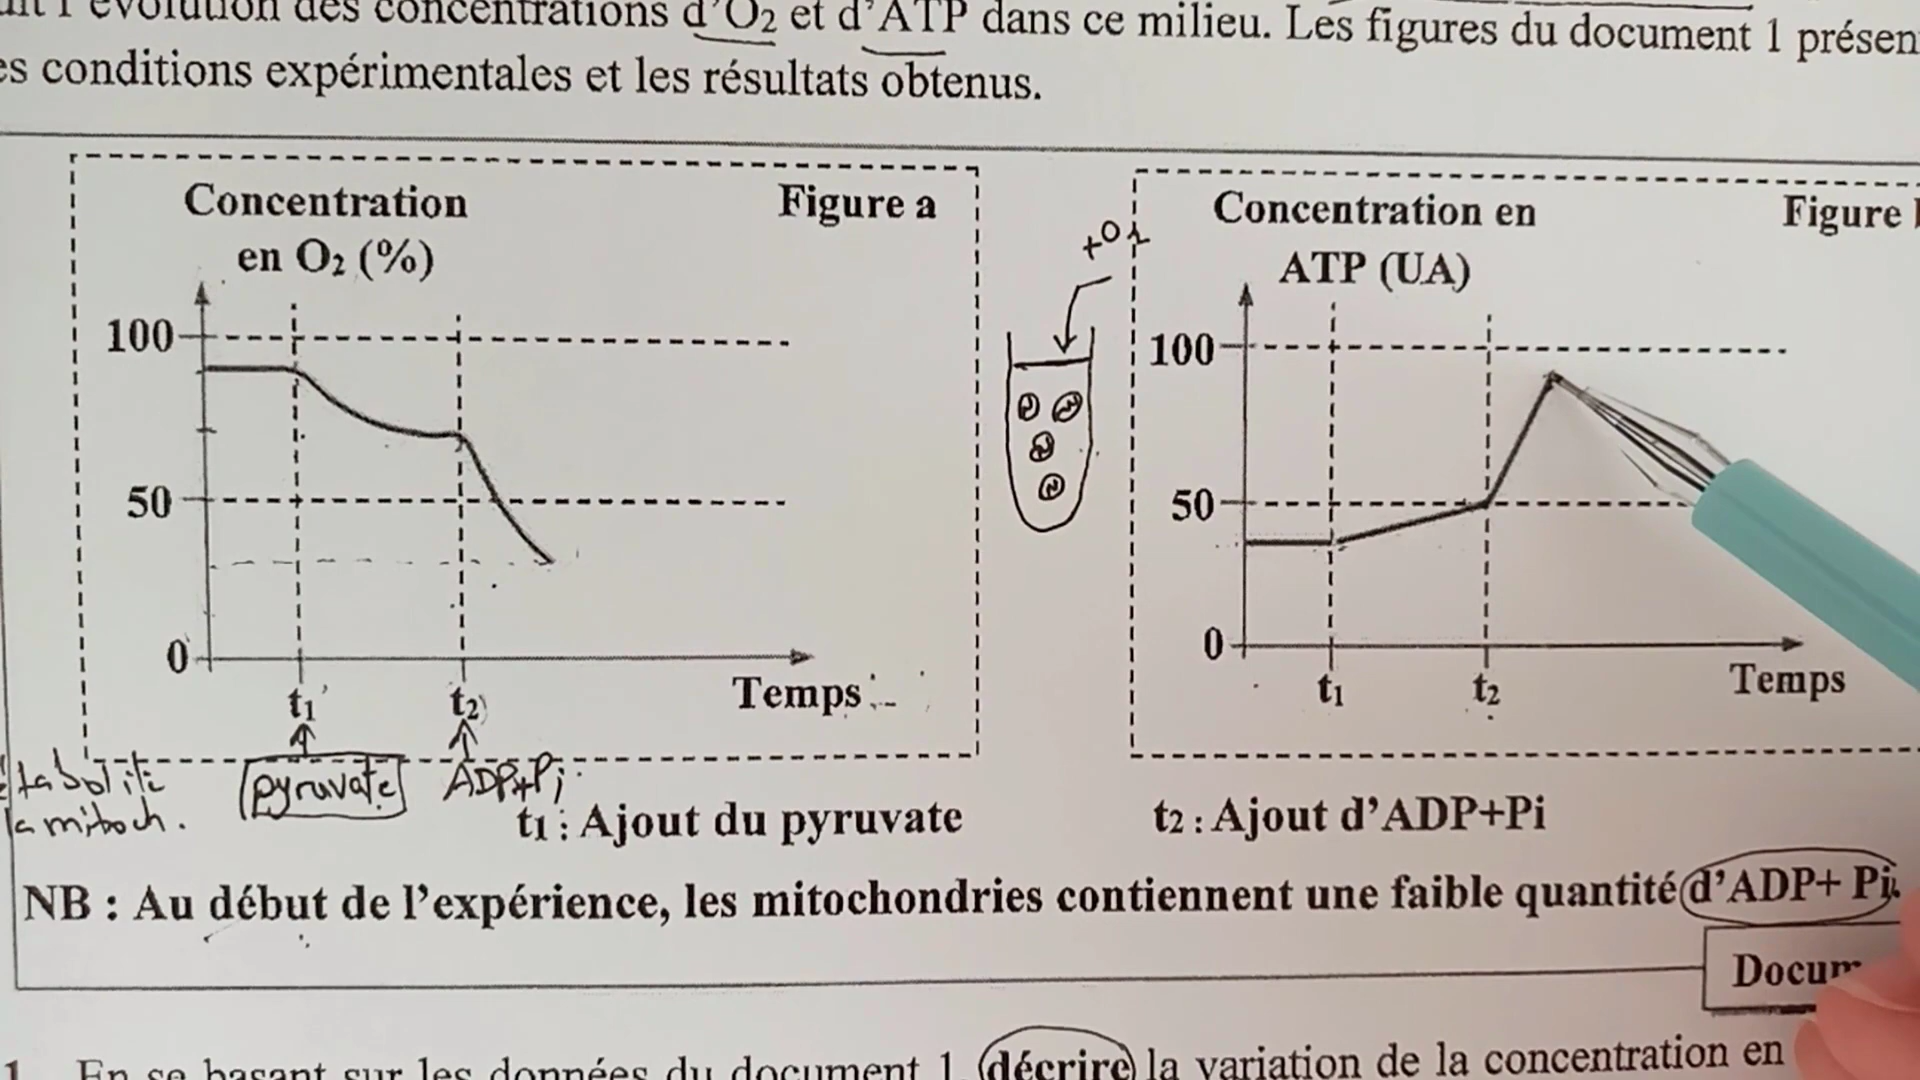 l'évolution des concentrations d'O2 et d'ATP dans ce milieu. Les figures du document 1
conditions expérimentales et les résultats obtenus.
Concentration
en O2 (%)
Figure a
100
50
0
t1
t2
Temps
pyruvate
ADP+Pi
+O2
Concentration en
ATP (UA)
Figure
100
50
0
t1
t2
Temps
t1 : Ajout du pyruvate
t2 : Ajout d'ADP+Pi
NB : Au début de l'expérience, les mitochondries contiennent une faible quantité d'ADP+ Pi.
1. En se basant sur les données du document 1, décrire la variation de la concentration en